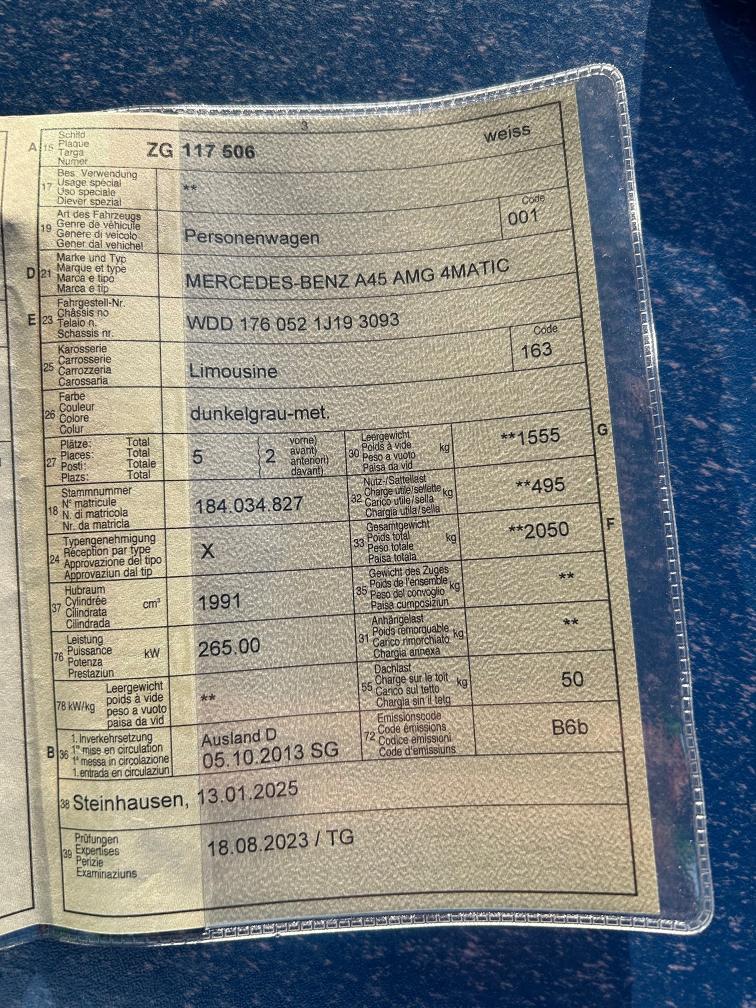 3
A 15 Schild
Plaque
Targa
Numer
ZG 117 506 weiss
17 Bes. Verwendung
Usage spécial
Uso speciale
Diever spezial
**
19 Art des Fahrzeugs
Genre de véhicule
Genere di veicolo
Gener dal vehichel
Personenwagen
Code
001
D 21 Marke und Typ
Marque et type
Marca e tipo
Marca e tip
MERCEDES-BENZ A45 AMG 4MATIC
E 23 Fahrgestell-Nr.
Châssis no
Telaio n.
Schassis nr.
WDD 176 052 1J19 3093
25 Karosserie
Carrosserie
Carrozzeria
Carossaria
Limousine
Code
163
26 Farbe
Couleur
Colore
Colur
dunkelgrau-met.
27 Plätze: Total
Places: Total
Posti: Totale
Plazs: Total
5
2 vorne)
avant)
anteriori)
davant)
30 Leergewicht
Poids à vide kg
Peso a vuoto
Paisa da vid
**1555
G
18 Stammnummer
N° matricule
N. di matricola
Nr. da matricla
184.034.827
32 Nutz-/Sattellast
Charge utile/sellette kg
Carico utile/sella
Chargia utila/sella
**495
24 Typengenehmigung
Réception par type
Approvazione del tipo
Approvaziun dal tip
X
33 Gesamtgewicht
Poids total kg
Peso totale
Paisa totala
**2050
F
37 Hubraum
Cylindrée cm³
Cilindrata
Cilindrada
1991
35 Gewicht des Zuges
Poids de l'ensemble kg
Peso del convoglio
Paisa cumposiziun
**
76 Leistung
Puissance kW
Potenza
Prestaziun
265.00
31 Anhängelast
Poids remorquable kg
Carico rimorchiato
Chargia annexa
**
78 kW/kg Leergewicht
poids à vide
peso a vuoto
paisa da vid
**
55 Dachlast
Charge sur le toit kg
Carico sul tetto
Chargia sin il tetg
50
B 36 1. Inverkehrsetzung
1re mise en circulation
1a messa in circolazione
1. entrada en circulaziun
Ausland D
05.10.2013 SG
72 Emissionscode
Code émissions
Codice emissioni
Code d'emissiuns
B6b
38 Steinhausen, 13.01.2025
39 Prüfungen
Expertises
Perizie
Examinaziuns
18.08.2023 / TG